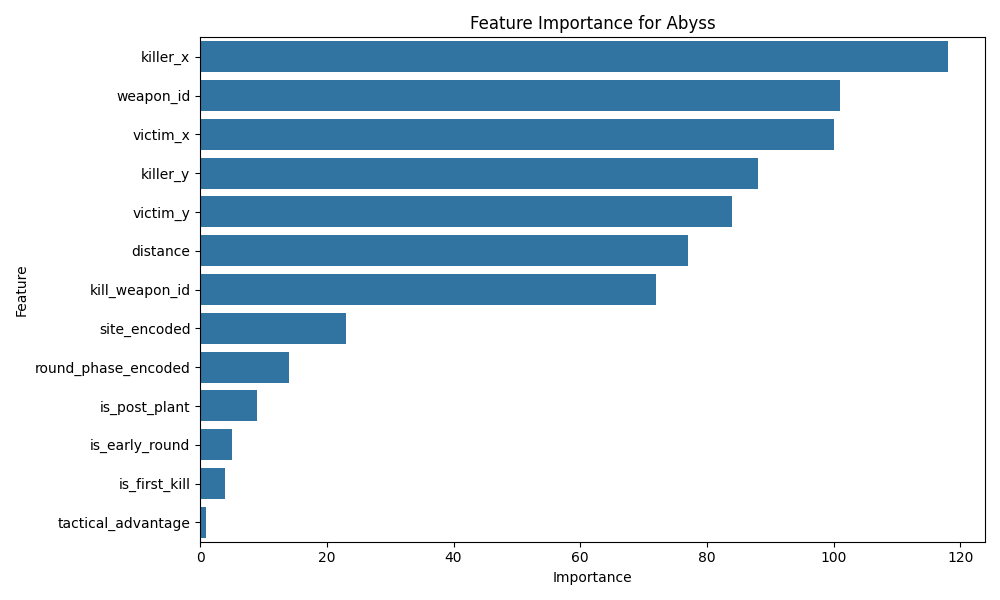 Feature Importance for Abyss
Feature
killer_x
weapon_id
victim_x
killer_y
victim_y
distance
kill_weapon_id
site_encoded
round_phase_encoded
is_post_plant
is_early_round
is_first_kill
tactical_advantage
0 20 40 60 80 100 120
Importance